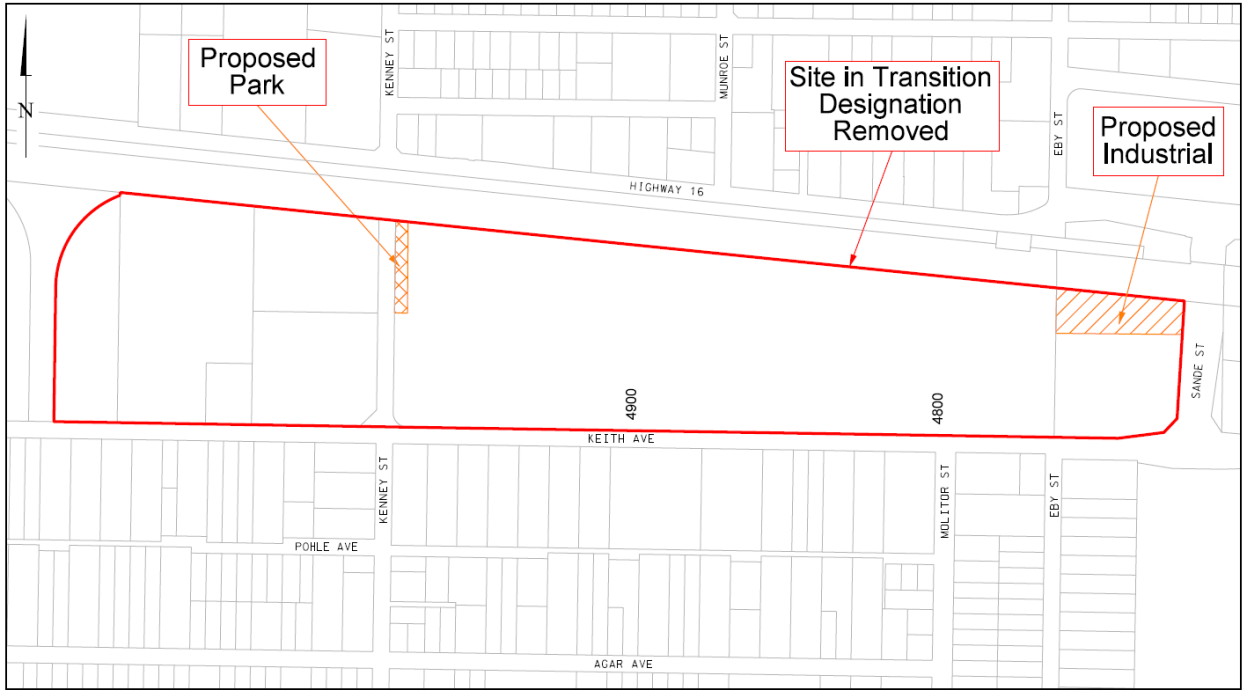 KENNEY ST
MUNROE ST
Proposed
Park
Site in Transition
Designation
Removed
EBY ST
Proposed
Industrial
N
HIGHWAY 16
SANDE ST
4900
4800
KEITH AVE
KENNEY ST
MOLITOR ST
EBY ST
POHLE AVE
AGAR AVE